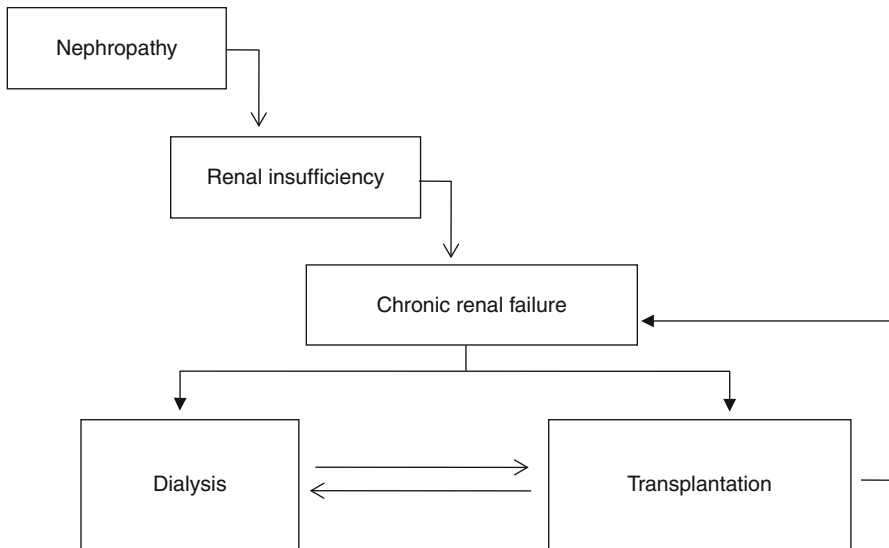 Nephropathy
Renal insufficiency
Chronic renal failure
Dialysis
Transplantation